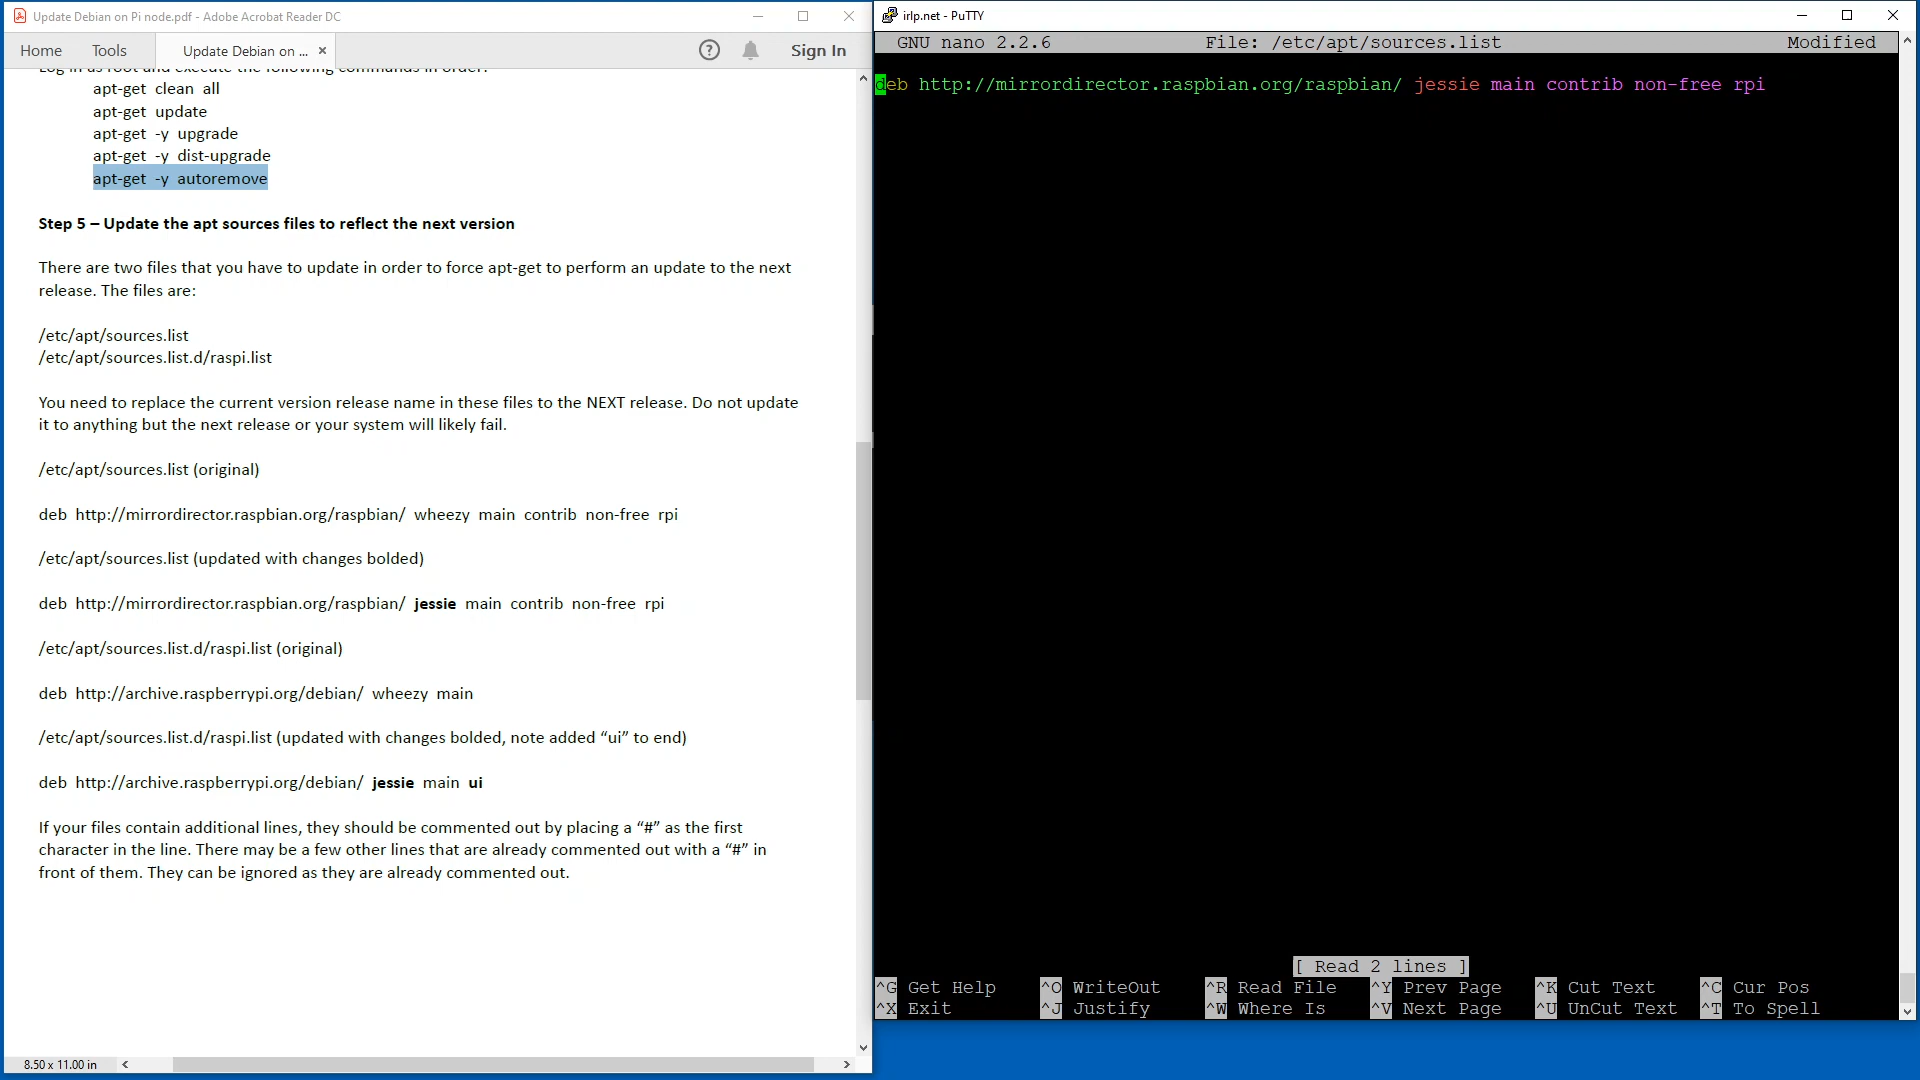 Update Debian on Pi node.pdf - Adobe Acrobat Reader DC
Home Tools Update Debian on ... × ? Sign In
Log in as root and execute the following commands in order:
apt-get clean all
apt-get update
apt-get -y upgrade
apt-get -y dist-upgrade
apt-get -y autoremove
Step 5 – Update the apt sources files to reflect the next version
There are two files that you have to update in order to force apt-get to perform an update to the next
release. The files are:
/etc/apt/sources.list
/etc/apt/sources.list.d/raspi.list
You need to replace the current version release name in these files to the NEXT release. Do not update
it to anything but the next release or your system will likely fail.
/etc/apt/sources.list (original)
deb http://mirrordirector.raspbian.org/raspbian/ wheezy main contrib non-free rpi
/etc/apt/sources.list (updated with changes bolded)
deb http://mirrordirector.raspbian.org/raspbian/ jessie main contrib non-free rpi
/etc/apt/sources.list.d/raspi.list (original)
deb http://archive.raspberrypi.org/debian/ wheezy main
/etc/apt/sources.list.d/raspi.list (updated with changes bolded, note added “ui” to end)
deb http://archive.raspberrypi.org/debian/ jessie main ui
If your files contain additional lines, they should be commented out by placing a “#” as the first
character in the line. There may be a few other lines that are already commented out with a “#” in
front of them. They can be ignored as they are already commented out.
8.50 x 11.00 in
irlp.net - PuTTY
GNU nano 2.2.6 File: /etc/apt/sources.list Modified
deb http://mirrordirector.raspbian.org/raspbian/ jessie main contrib non-free rpi
[ Read 2 lines ]
^G Get Help ^O WriteOut ^R Read File ^Y Prev Page ^K Cut Text ^C Cur Pos
^X Exit ^J Justify ^W Where Is ^V Next Page ^U UnCut Text ^T To Spell